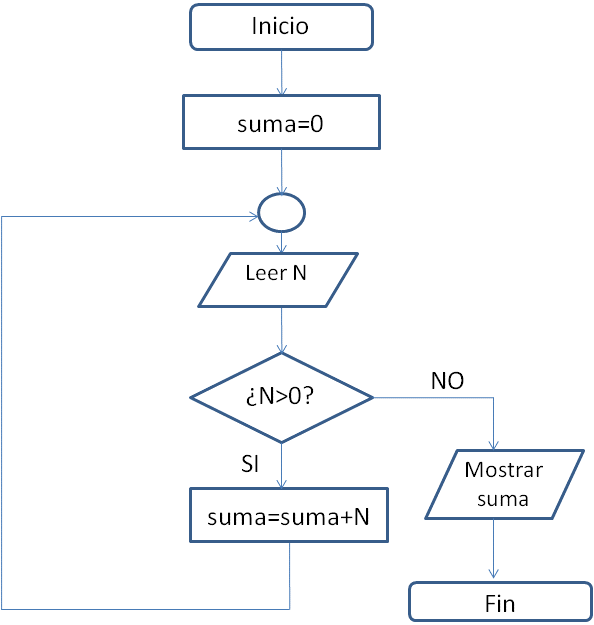 Inicio
suma=0
Leer N
¿N>0?
NO
SI
Mostrar
suma
suma=suma+N
Fin